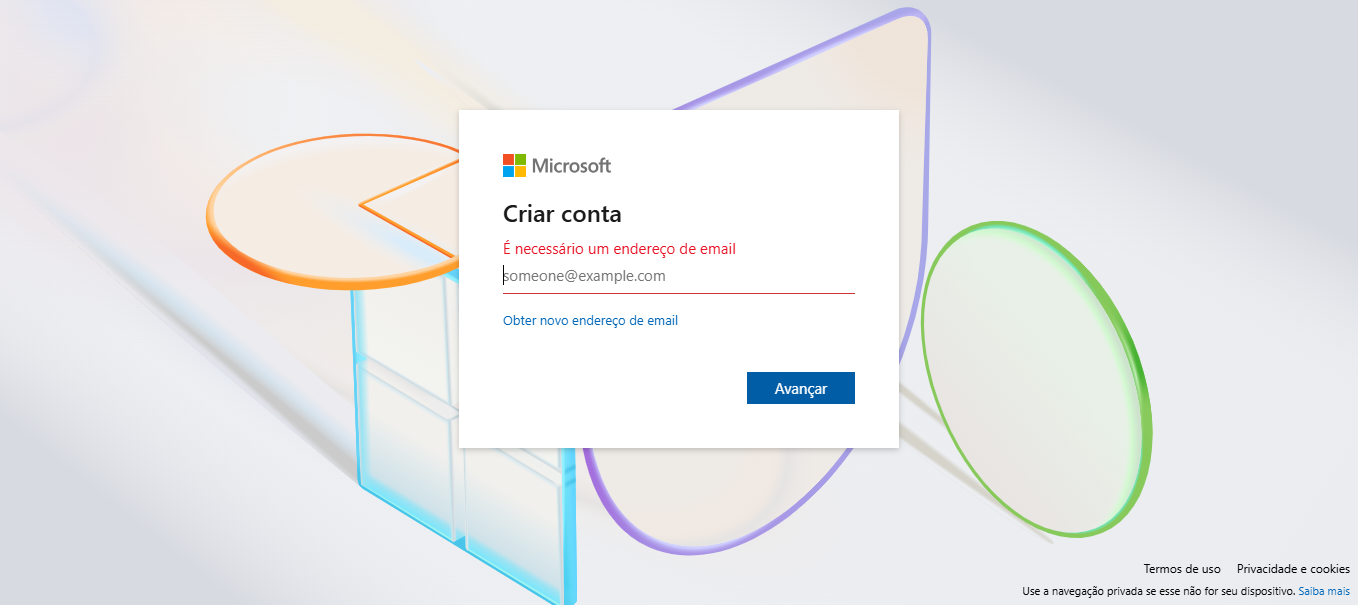 Microsoft
Criar conta
É necessário um endereço de email
someone@example.com
Obter novo endereço de email
Avançar
Termos de uso Privacidade e cookies
Use a navegação privada se esse não for seu dispositivo. Saiba mais